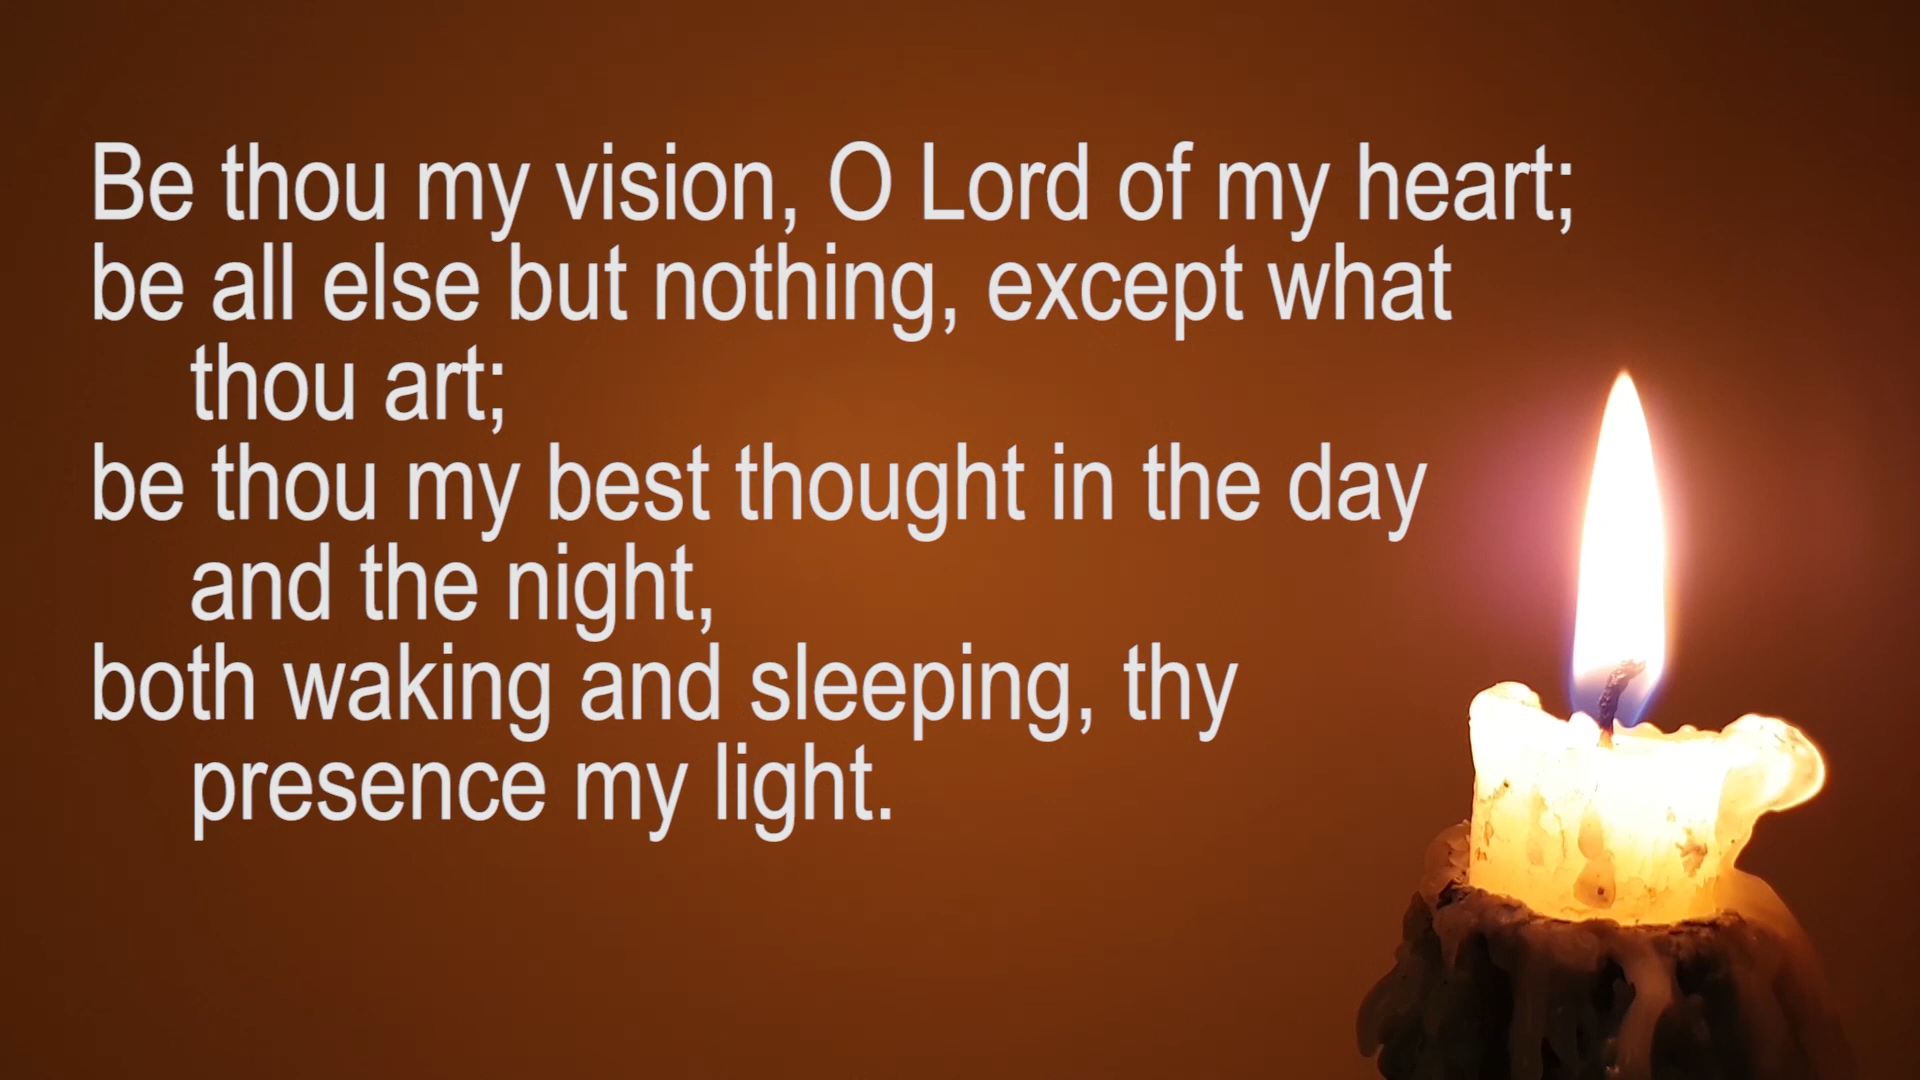 Be thou my vision, O Lord of my heart;
be all else but nothing, except what
thou art;
be thou my best thought in the day
and the night,
both waking and sleeping, thy
presence my light.